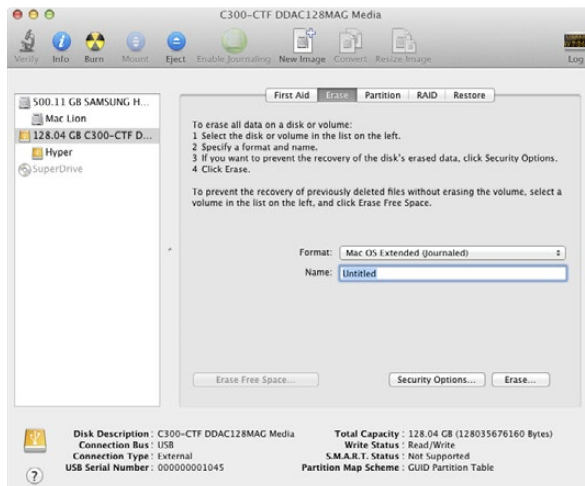 C300-CTF DDAC128MAG Media
Verify Info Burn Mount Eject Enable Journaling New Image Convert Resize Image Log
500.11 GB SAMSUNG H...
Mac Lion
128.04 GB C300-CTF D...
Hyper
SuperDrive
First Aid Erase Partition RAID Restore
To erase all data on a disk or volume:
1 Select the disk or volume in the list on the left.
2 Specify a format and name.
3 If you want to prevent the recovery of the disk's erased data, click Security Options.
4 Click Erase.
To prevent the recovery of previously deleted files without erasing the volume, select a
volume in the list on the left, and click Erase Free Space.
Format: Mac OS Extended (Journaled)
Name: Untitled
Erase Free Space... Security Options... Erase...
Disk Description : C300-CTF DDAC128MAG Media Total Capacity : 128.04 GB (128035676160 Bytes)
Connection Bus : USB Write Status : Read/Write
Connection Type : External S.M.A.R.T. Status : Not Supported
USB Serial Number : 000000001045 Partition Map Scheme : GUID Partition Table
?